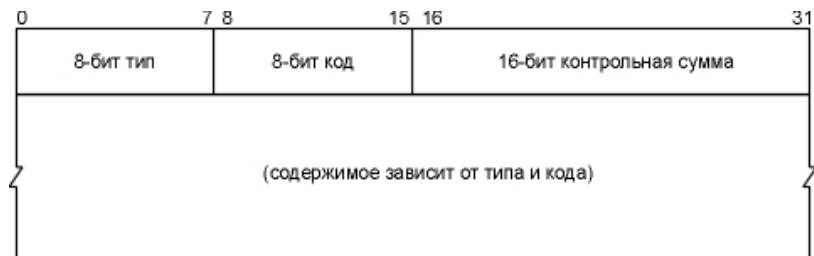 0 7 8 15 16 31
8-бит тип 8-бит код 16-бит контрольная сумма
(содержимое зависит от типа и кода)